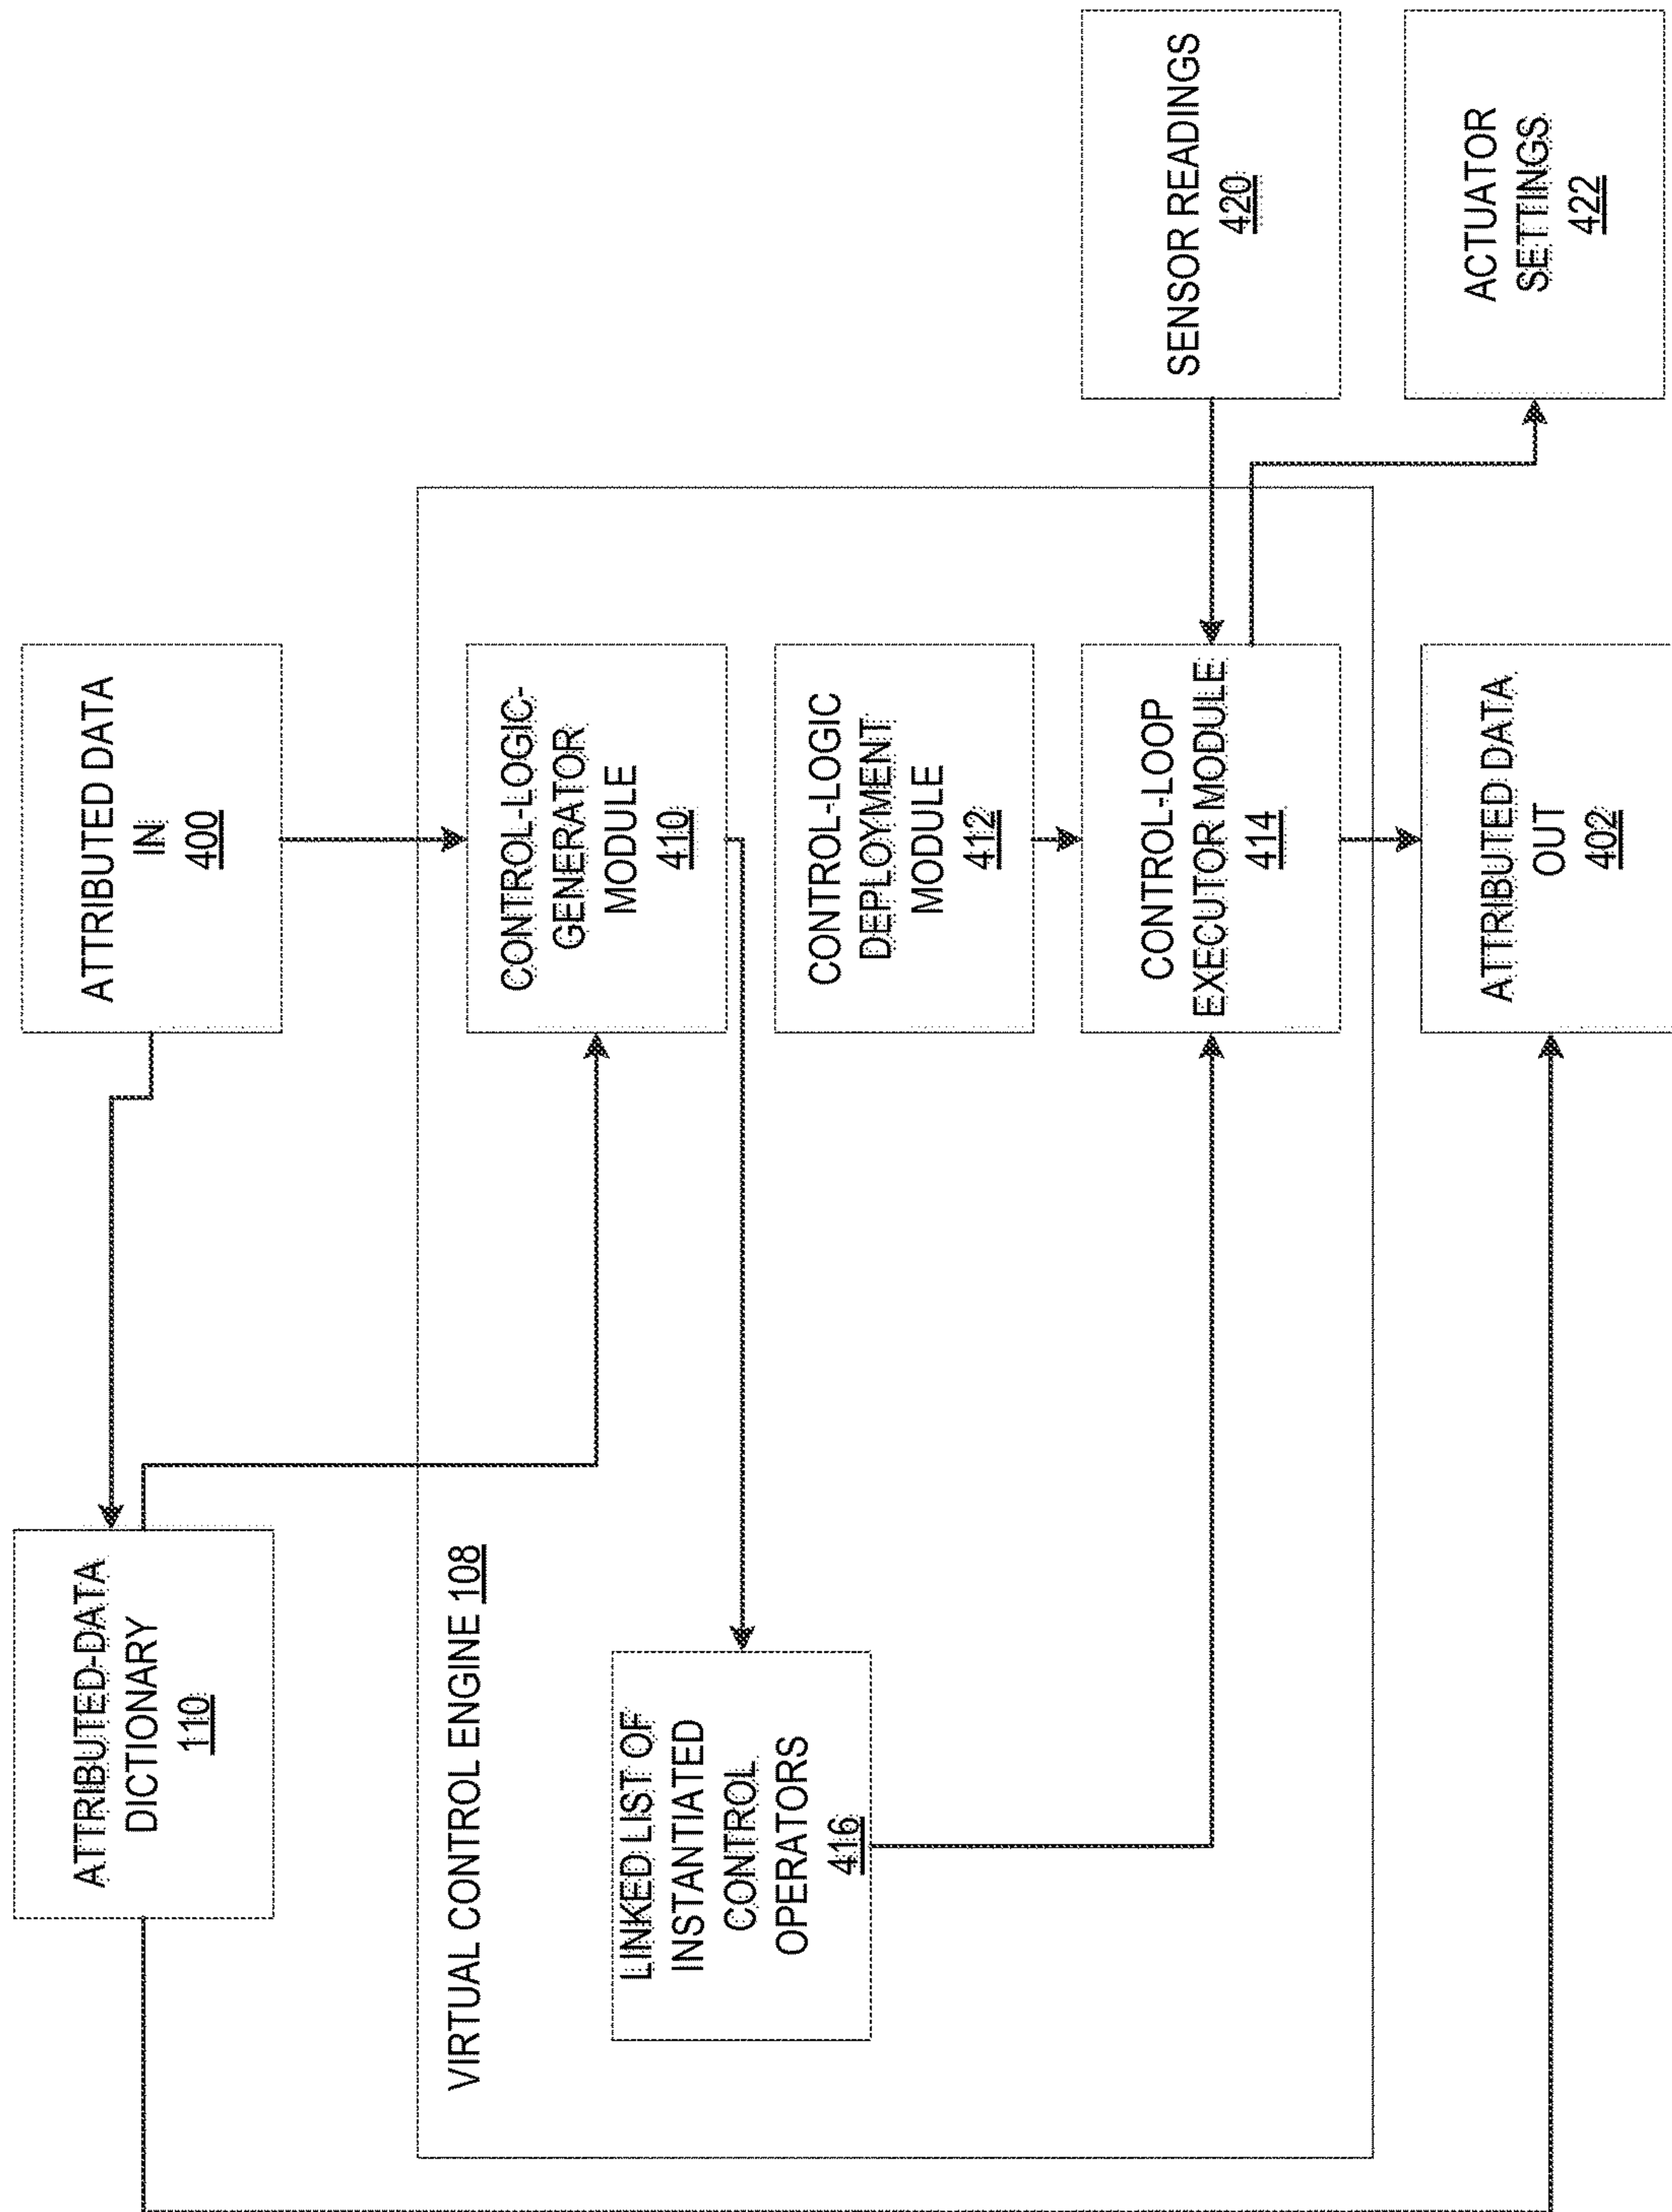 ATTRIBUTED-DATA
DICTIONARY
110
ATTRIBUTED DATA
IN
400
VIRTUAL CONTROL ENGINE 108
CONTROL-LOGIC-
GENERATOR
MODULE
410
LINKED LIST OF
INSTANTIATED
CONTROL
OPERATORS
416
CONTROL-LOGIC
DEPLOYMENT
MODULE
412
CONTROL-LOOP
EXECUTOR MODULE
414
SENSOR READINGS
420
ATTRIBUTED DATA
OUT
402
ACTUATOR
SETTINGS
422